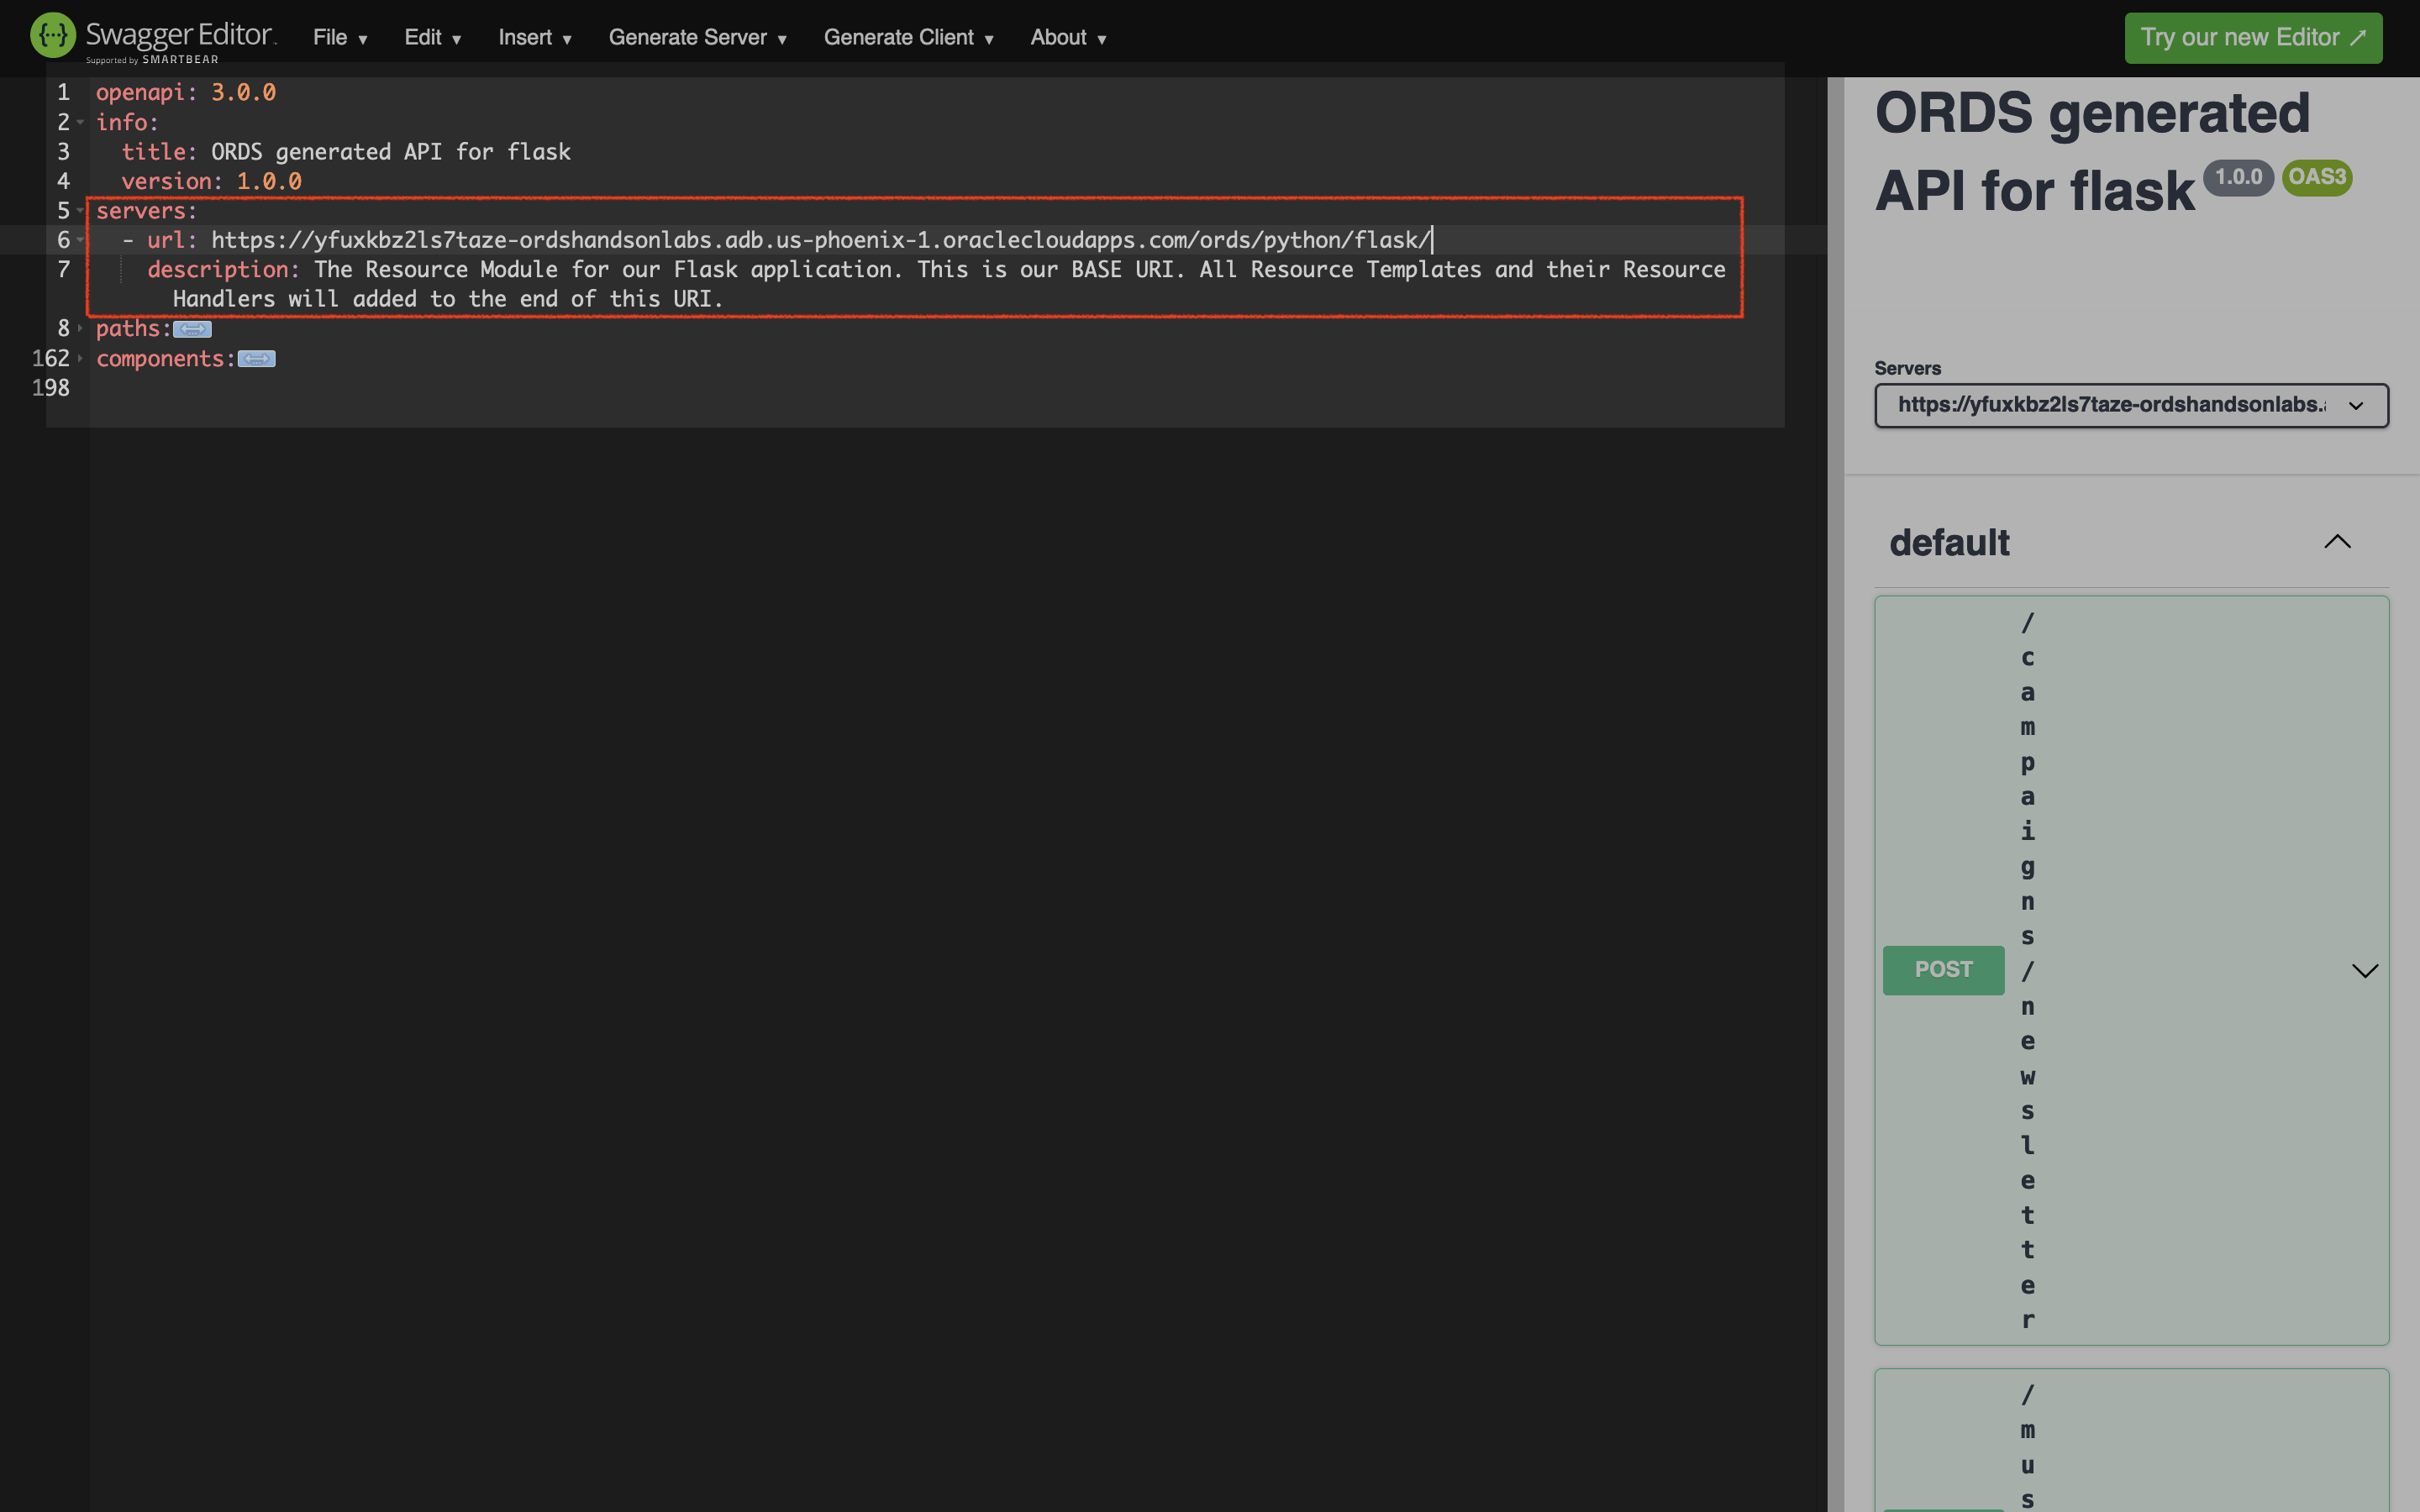 Swagger Editor
Supported by SMARTBEAR
File ▾ Edit ▾ Insert ▾ Generate Server ▾ Generate Client ▾ About ▾
Try our new Editor
1 openapi: 3.0.0
2 info:
3 title: ORDS generated API for flask
4 version: 1.0.0
5 servers:
6 - url: https://yfuxkbz2ls7taze-ordshandsonlabs.adb.us-phoenix-1.oraclecloudapps.com/ords/python/flask/
7 description: The Resource Module for our Flask application. This is our BASE URI. All Resource Templates and their Resource
Handlers will added to the end of this URI.
8 paths:
162 components:
198
ORDS generated
API for flask 1.0.0 OAS3
Servers
https://yfuxkbz2ls7taze-ordshandsonlabs.
default
POST /campaigns/newsletter
/mus